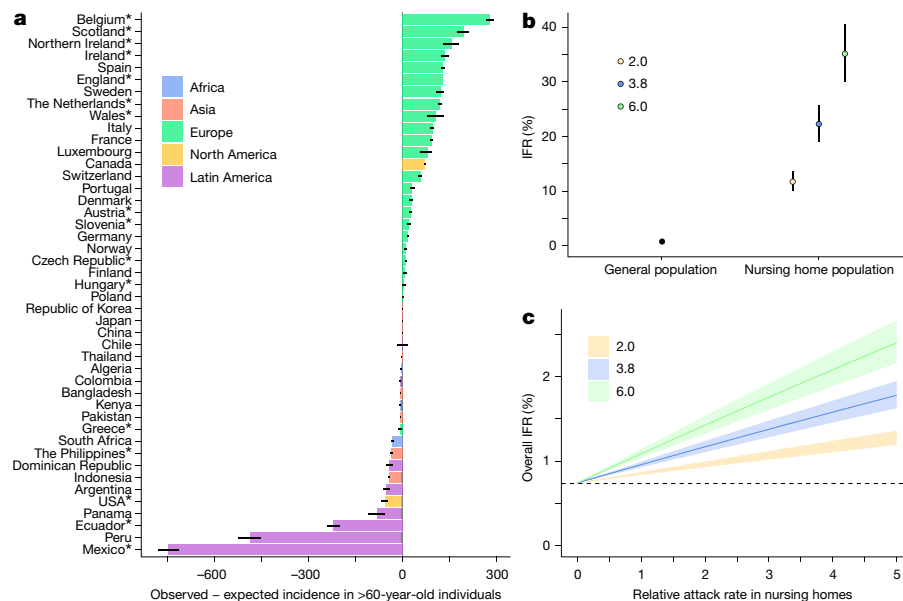 a
Belgium*
Scotland*
Northern Ireland*
Ireland*
Spain
England*
Sweden
The Netherlands*
Wales*
Italy
France
Luxembourg
Canada
Switzerland
Portugal
Denmark
Austria*
Slovenia*
Germany
Norway
Czech Republic*
Finland
Hungary*
Poland
Republic of Korea
Japan
China
Chile
Thailand
Algeria
Colombia
Bangladesh
Kenya
Pakistan
Greece*
South Africa
The Philippines*
Dominican Republic
Indonesia
Argentina
USA*
Panama
Ecuador*
Peru
Mexico*
Africa
Asia
Europe
North America
Latin America
−600 −300 0 300
Observed − expected incidence in >60-year-old individuals
b
40
30
20
10
0
IFR (%)
2.0
3.8
6.0
General population Nursing home population
c
2
1
0
Overall IFR (%)
2.0
3.8
6.0
0 1 2 3 4 5
Relative attack rate in nursing homes